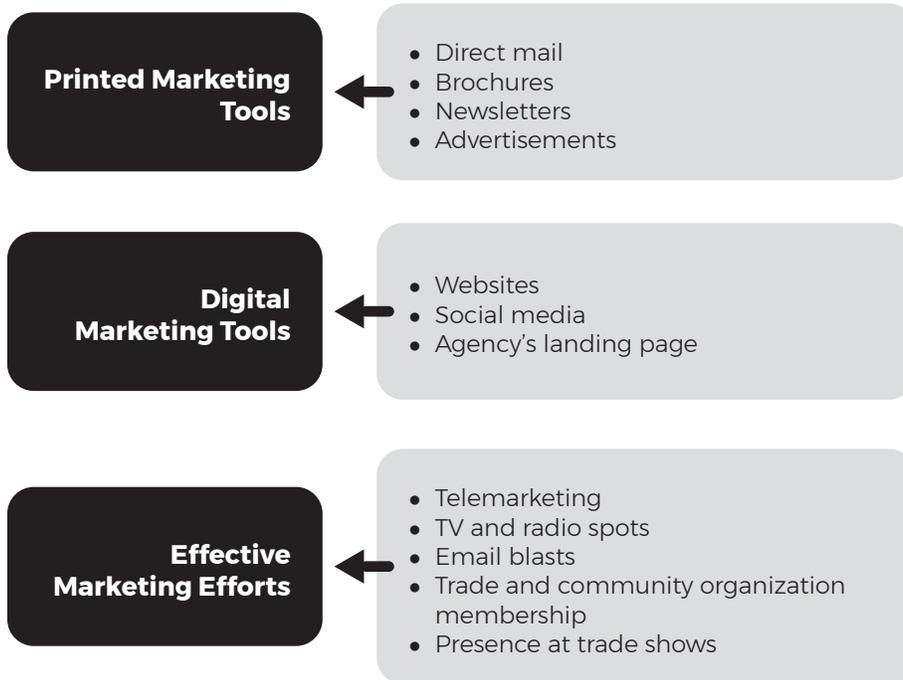 Printed Marketing
Tools
• Direct mail
• Brochures
• Newsletters
• Advertisements
Digital
Marketing Tools
• Websites
• Social media
• Agency’s landing page
Effective
Marketing Efforts
• Telemarketing
• TV and radio spots
• Email blasts
• Trade and community organization
membership
• Presence at trade shows